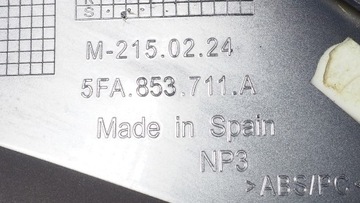 R
S
M-215.02.24
5FA.853.711.A
Made in Spain
NP3
>ABS/PC<